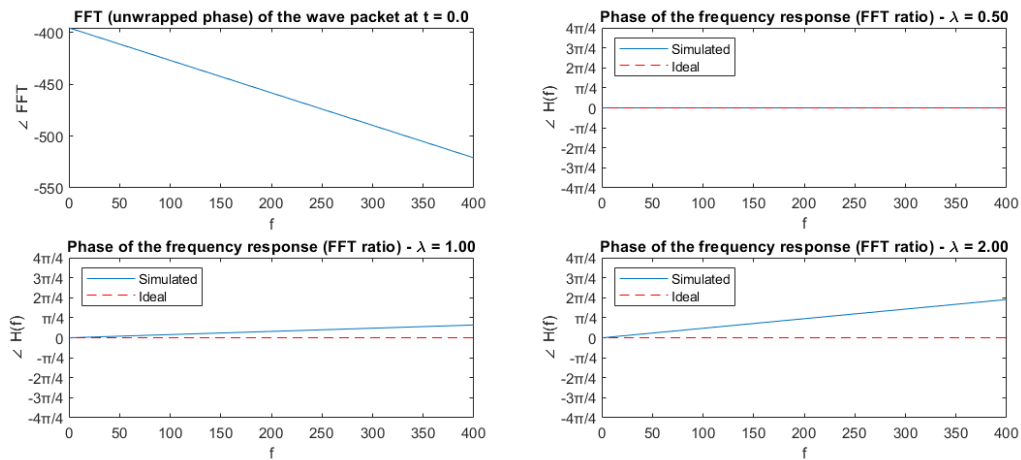 FFT (unwrapped phase) of the wave packet at t = 0.0
∠ FFT
-400
-450
-500
-550
0 50 100 150 200 250 300 350 400
f
Phase of the frequency response (FFT ratio) - λ = 0.50
∠ H(f)
4π/4
3π/4
2π/4
π/4
0
-π/4
-2π/4
-3π/4
-4π/4
Simulated
Ideal
0 50 100 150 200 250 300 350 400
f
Phase of the frequency response (FFT ratio) - λ = 1.00
∠ H(f)
4π/4
3π/4
2π/4
π/4
0
-π/4
-2π/4
-3π/4
-4π/4
Simulated
Ideal
0 50 100 150 200 250 300 350 400
f
Phase of the frequency response (FFT ratio) - λ = 2.00
∠ H(f)
4π/4
3π/4
2π/4
π/4
0
-π/4
-2π/4
-3π/4
-4π/4
Simulated
Ideal
0 50 100 150 200 250 300 350 400
f